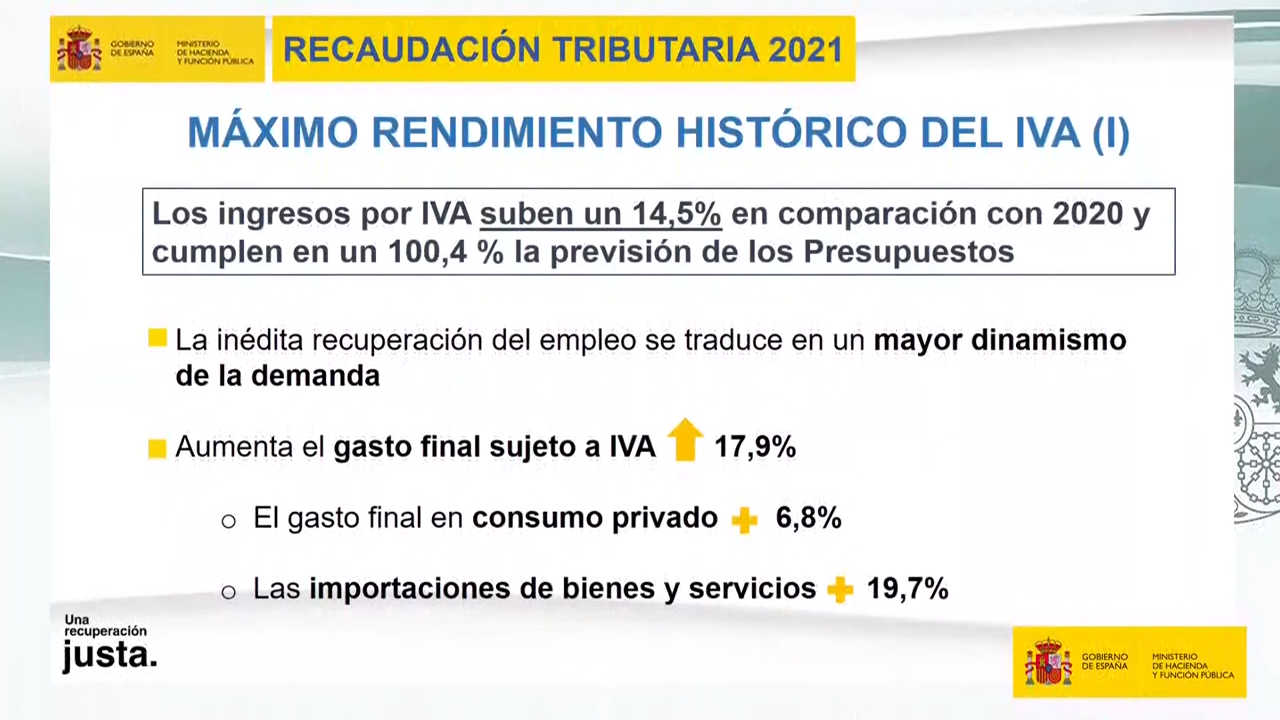 GOBIERNO
DE ESPAÑA
MINISTERIO
DE HACIENDA
Y FUNCIÓN PÚBLICA
RECAUDACIÓN TRIBUTARIA 2021
MÁXIMO RENDIMIENTO HISTÓRICO DEL IVA (I)
Los ingresos por IVA suben un 14,5% en comparación con 2020 y
cumplen en un 100,4 % la previsión de los Presupuestos
La inédita recuperación del empleo se traduce en un mayor dinamismo
de la demanda
Aumenta el gasto final sujeto a IVA 17,9%
El gasto final en consumo privado 6,8%
Las importaciones de bienes y servicios 19,7%
Una
recuperación
justa.
GOBIERNO
DE ESPAÑA
MINISTERIO
DE HACIENDA
Y FUNCIÓN PÚBLICA